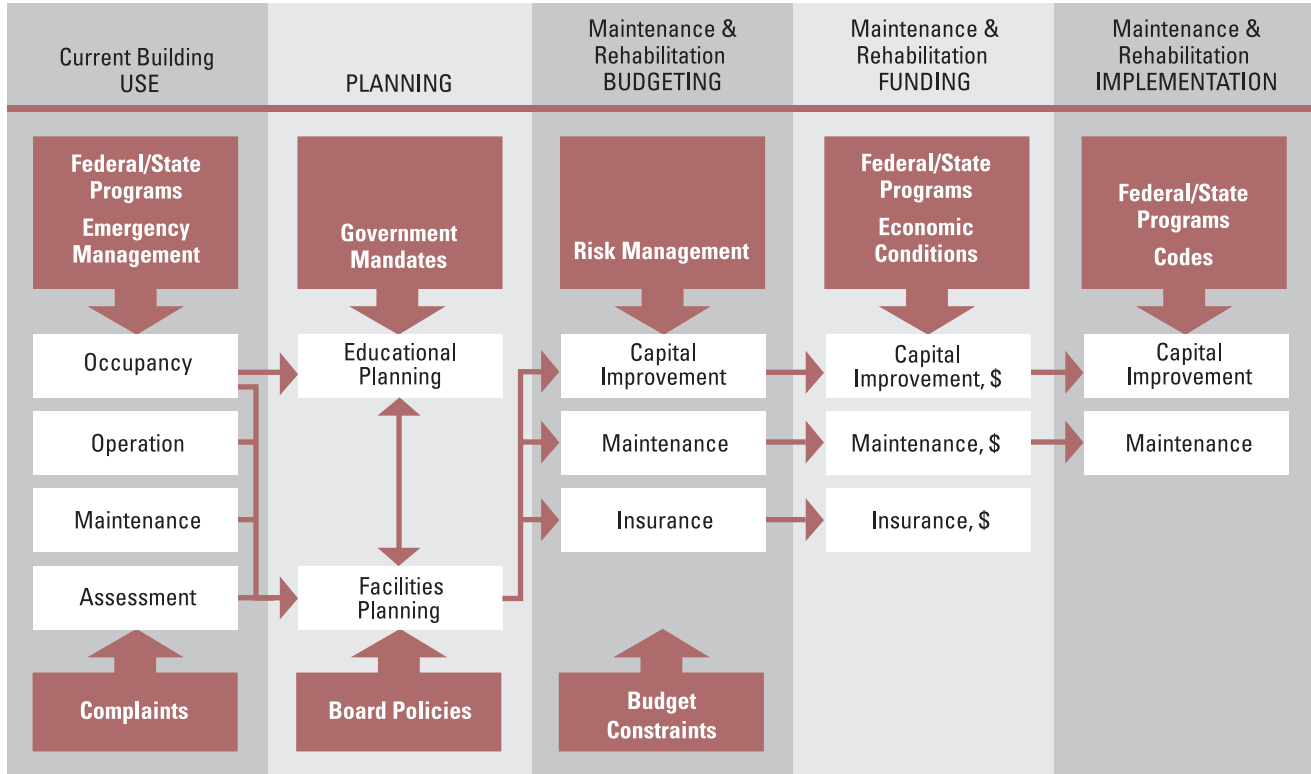 Current Building
USE
PLANNING
Maintenance &
Rehabilitation
BUDGETING
Maintenance &
Rehabilitation
FUNDING
Maintenance &
Rehabilitation
IMPLEMENTATION
Federal/State
Programs
Emergency
Management
Government
Mandates
Risk Management
Federal/State
Programs
Economic
Conditions
Federal/State
Programs
Codes
Occupancy
Educational
Planning
Capital
Improvement
Capital
Improvement, $
Capital
Improvement
Operation
Maintenance
Maintenance, $
Maintenance
Maintenance
Insurance
Insurance, $
Assessment
Facilities
Planning
Complaints
Board Policies
Budget
Constraints